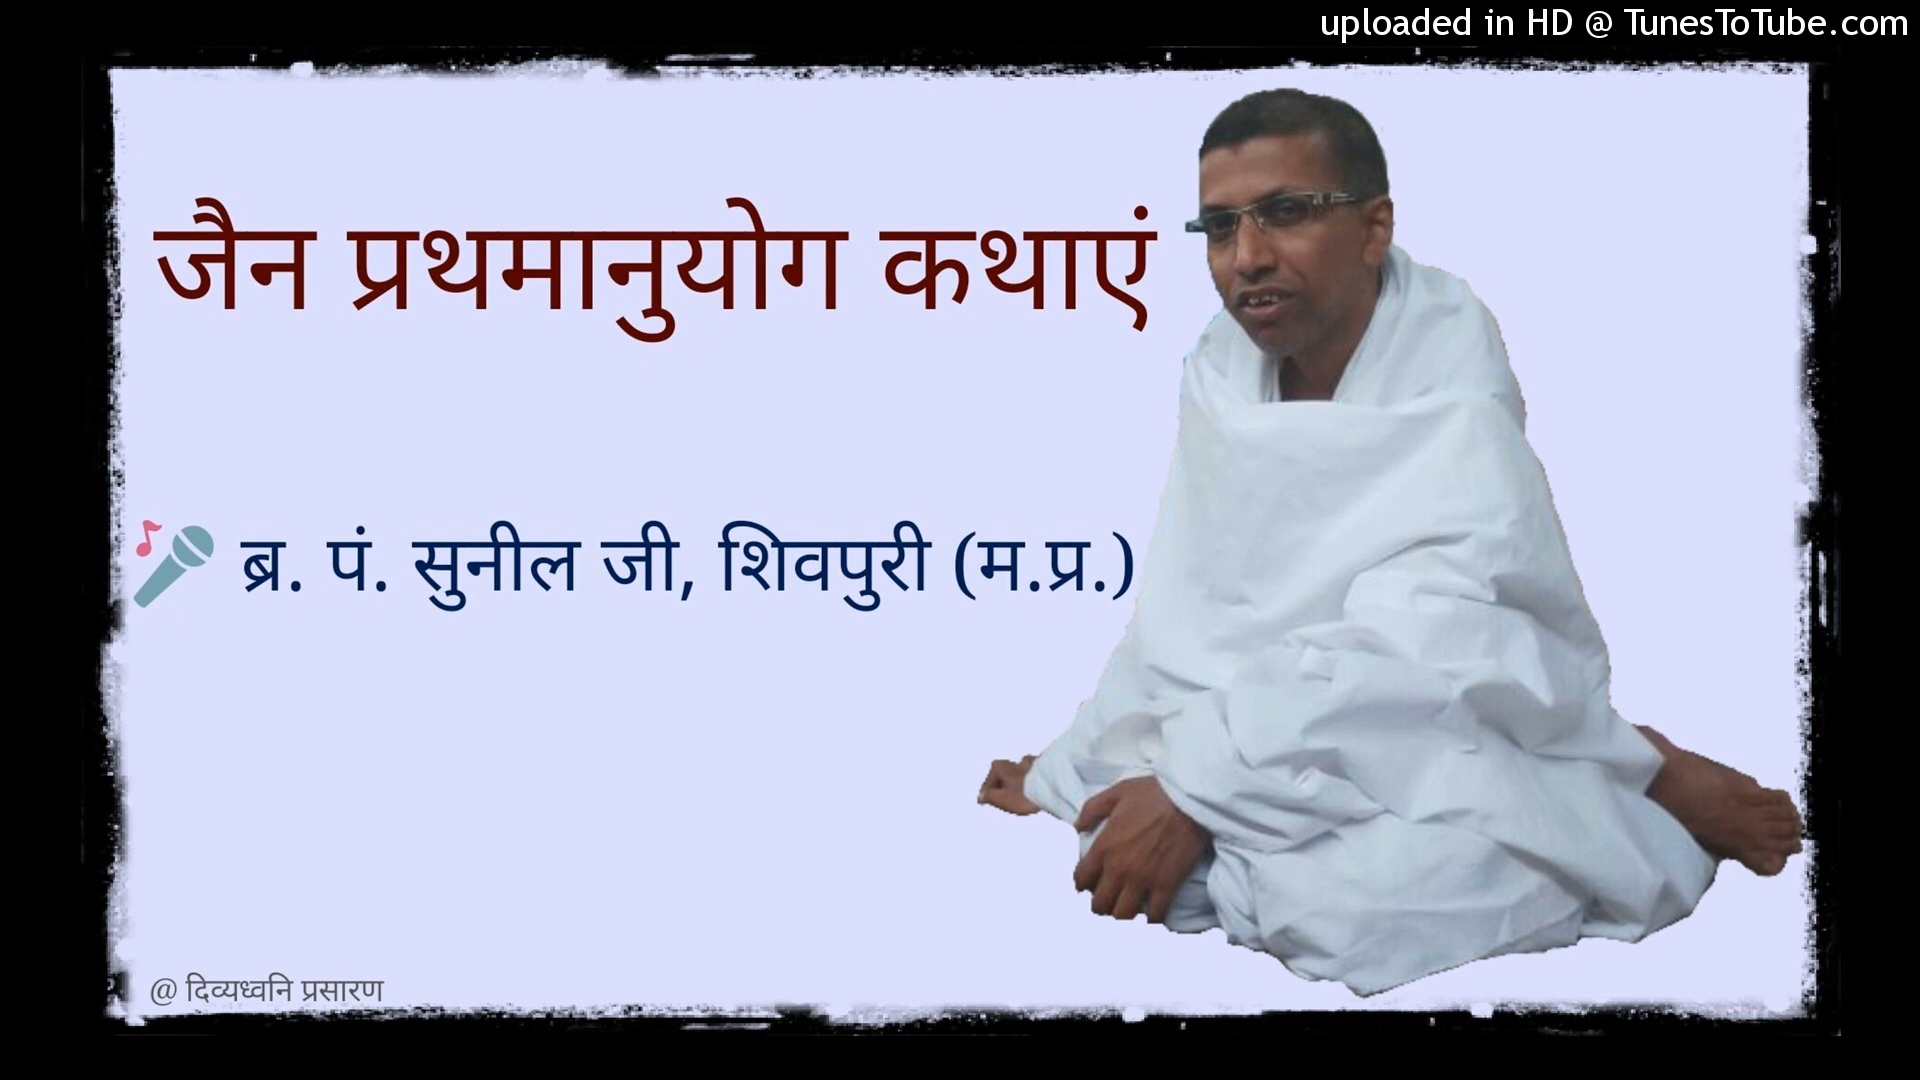 uploaded in HD @ TunesToTube.com
जैन प्रथमानुयोग कथाएं
ब्र. पं. सुनील जी, शिवपुरी (म.प्र.)
@ दिव्यध्वनि प्रसारण